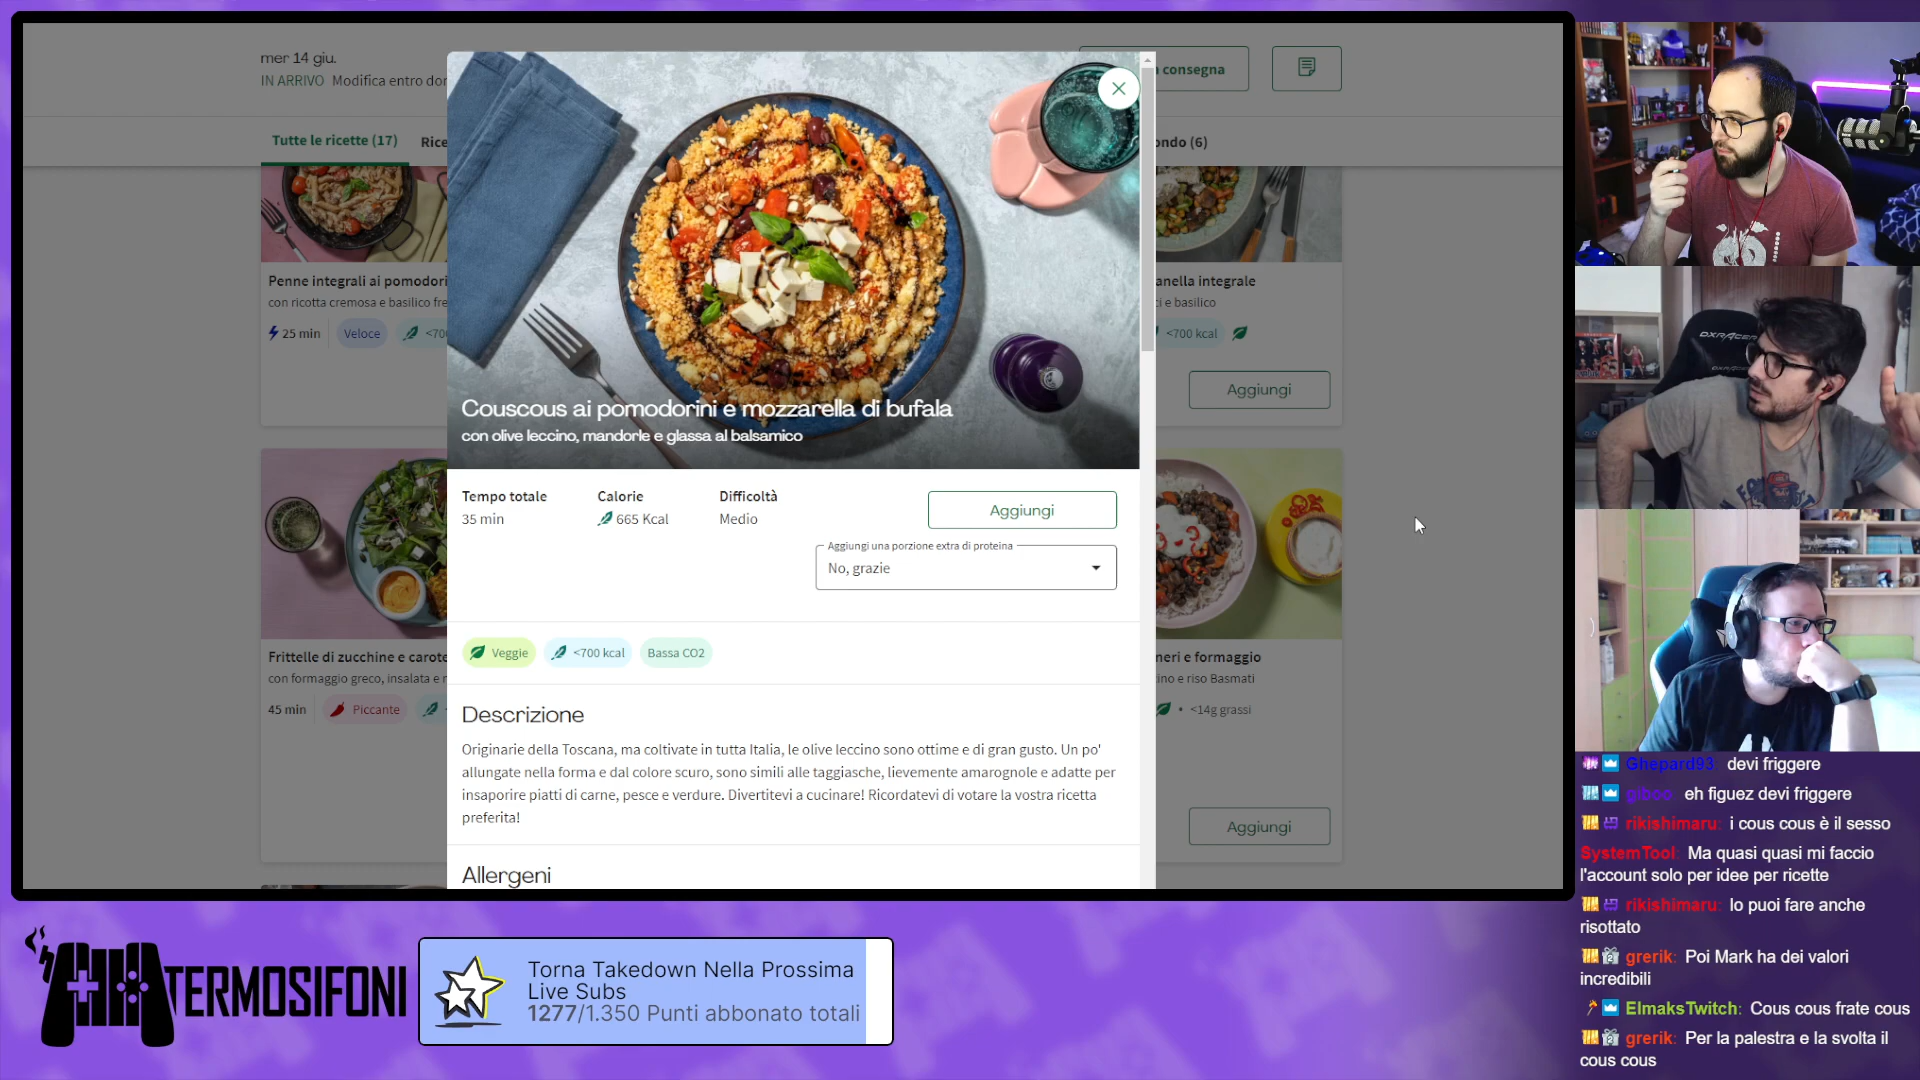 mer 14 giu.
IN ARRIVO Modifica entro dom
consegna
Tutte le ricette (17)
Rice
ondo (6)
Couscous ai pomodorini e mozzarella di bufala
con olive leccino, mandorle e glassa al balsamico
Penne integrali ai pomodori
con ricotta cremosa e basilico fre
25 min Veloce <700
anella integrale
ci e basilico
<700 kcal
Aggiungi
Tempo totale
35 min
Calorie
665 Kcal
Difficoltà
Medio
Aggiungi
Aggiungi una porzione extra di proteina
No, grazie
Veggie <700 kcal Bassa CO2
Frittelle di zucchine e carote
con formaggio greco, insalata e r
45 min Piccante
neri e formaggio
ino e riso Basmati
• <14g grassi
Aggiungi
Descrizione
Originarie della Toscana, ma coltivate in tutta Italia, le olive leccino sono ottime e di gran gusto. Un po'
allungate nella forma e dal colore scuro, sono simili alle taggiasche, lievemente amarognole e adatte per
insaporire piatti di carne, pesce e verdure. Divertitevi a cucinare! Ricordatevi di votare la vostra ricetta
preferita!
Allergeni
DXRACER
Ghepard93: devi friggere
giboo: eh figuez devi friggere
rikishimaru: i cous cous è il sesso
SystemTool: Ma quasi quasi mi faccio
l'account solo per idee per ricette
rikishimaru: lo puoi fare anche
risottato
grerik: Poi Mark ha dei valori
incredibili
ElmaksTwitch: Cous cous frate cous
grerik: Per la palestra e la svolta il
cous cous
TERMOSIFONI
Torna Takedown Nella Prossima
Live Subs
1277/1.350 Punti abbonato totali